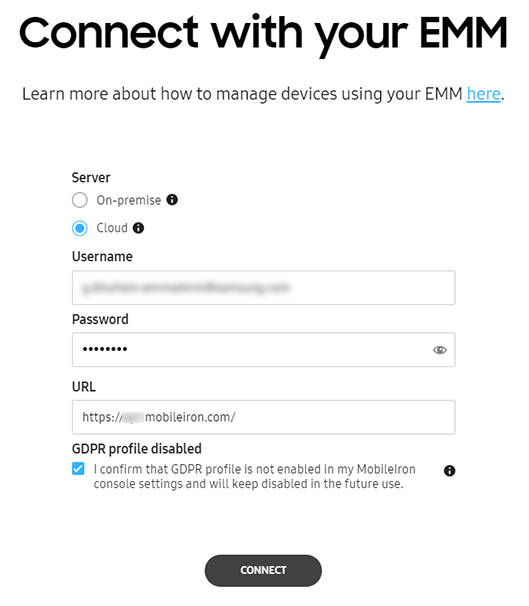 Connect with your EMM
Learn more about how to manage devices using your EMM here.
Server
On-premise
Cloud
Username
Password
••••••••
URL
https:// mobileiron.com/
GDPR profile disabled
I confirm that GDPR profile is not enabled in my MobileIron
console settings and will keep disabled in the future use.
CONNECT